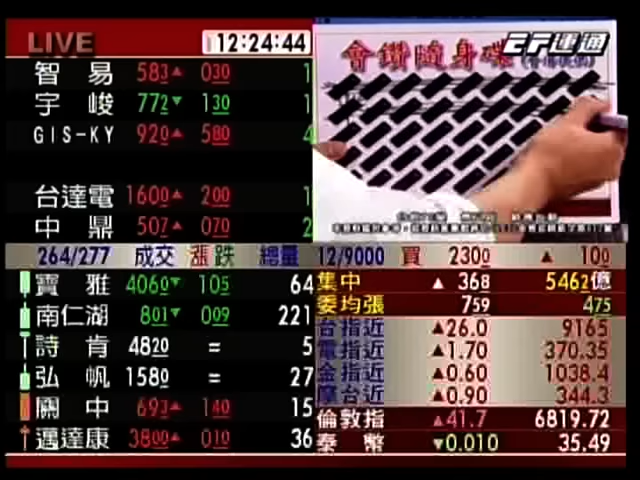 LIVE 12:24:44
智易 583▲ 030 1
宇峻 772▼ 130 1
GIS-KY 920▲ 580 4
台達電 1600▲ 200 1
中鼎 507▲ 070 2
會鑽隨身碟
運通
264/277 成交 漲跌 總量
寶雅 4060▼ 105 64
南仁湖 801▼ 009 221
詩肯 4820 = 5
弘帆 1580 = 27
關中 693▲ 140 15
邁達康 3800▲ 010 36
12/9000 買 2300 ▲ 100
集中 ▲ 368 5462億
委均張 759 475
台指近 ▲26.0 9165
電指近 ▲1.70 370.35
金指近 ▲0.60 1038.4
摩台近 ▲0.90 344.3
倫敦指 ▲41.7 6819.72
泰幣 ▼0.010 35.49